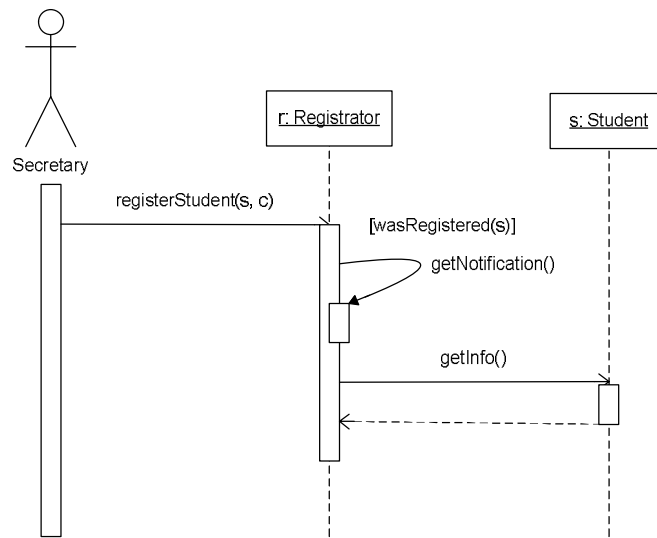 r: Registrator
s: Student
Secretary
registerStudent(s, c)
[wasRegistered(s)]
getNotification()
getInfo()